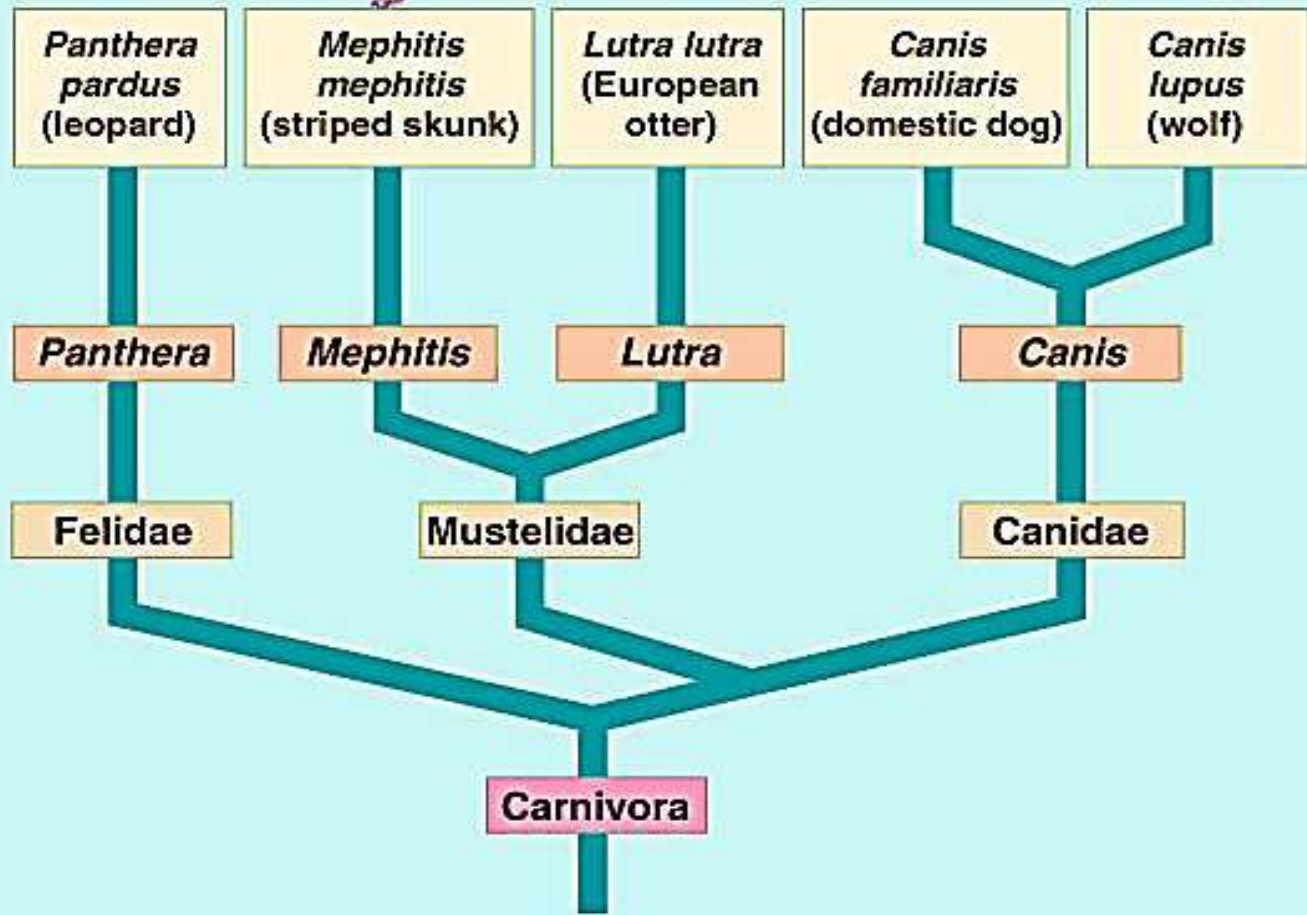 Panthera
pardus
(leopard)
Mephitis
mephitis
(striped skunk)
Lutra lutra
(European
otter)
Canis
familiaris
(domestic dog)
Canis
lupus
(wolf)
Panthera
Mephitis
Lutra
Canis
Felidae
Mustelidae
Canidae
Carnivora